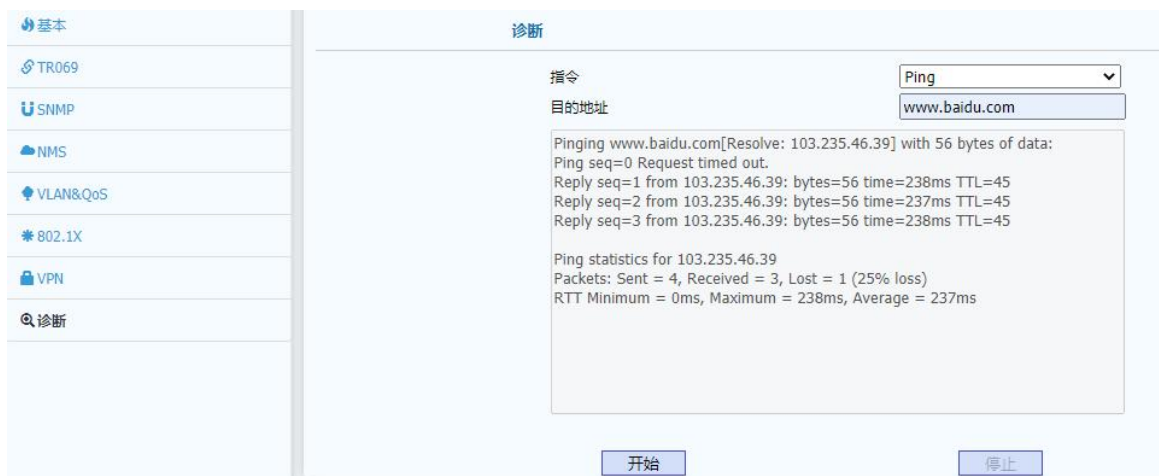 基本
TR069
SNMP
NMS
VLAN&QoS
802.1X
VPN
诊断
诊断
指令 Ping
目的地址 www.baidu.com
Pinging www.baidu.com[Resolve: 103.235.46.39] with 56 bytes of data:
Ping seq=0 Request timed out.
Reply seq=1 from 103.235.46.39: bytes=56 time=238ms TTL=45
Reply seq=2 from 103.235.46.39: bytes=56 time=237ms TTL=45
Reply seq=3 from 103.235.46.39: bytes=56 time=238ms TTL=45
Ping statistics for 103.235.46.39
Packets: Sent = 4, Received = 3, Lost = 1 (25% loss)
RTT Minimum = 0ms, Maximum = 238ms, Average = 237ms
开始 停止